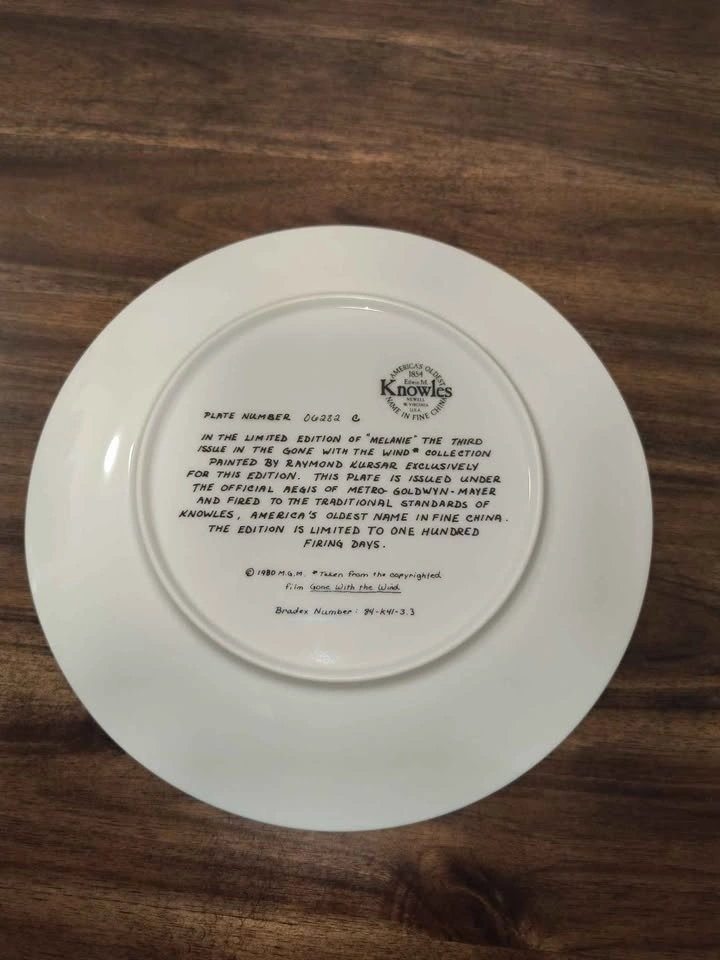 AMERICA'S OLDEST
1854
Edwin M.
Knowles
NEWELL
W. VIRGINIA
U.S.A.
NAME IN FINE CHINA
PLATE NUMBER 06282 C
IN THE LIMITED EDITION OF "MELANIE" THE THIRD
ISSUE IN THE GONE WITH THE WIND* COLLECTION
PAINTED BY RAYMOND KURSAR EXCLUSIVELY
FOR THIS EDITION. THIS PLATE IS ISSUED UNDER
THE OFFICIAL AEGIS OF METRO-GOLDWYN-MAYER
AND FIRED TO THE TRADITIONAL STANDARDS OF
KNOWLES, AMERICA'S OLDEST NAME IN FINE CHINA.
THE EDITION IS LIMITED TO ONE HUNDRED
FIRING DAYS.
© 1980 M.G.M. *Taken from the copyrighted
film Gone With the Wind
Bradex Number: 84-K41-3.3